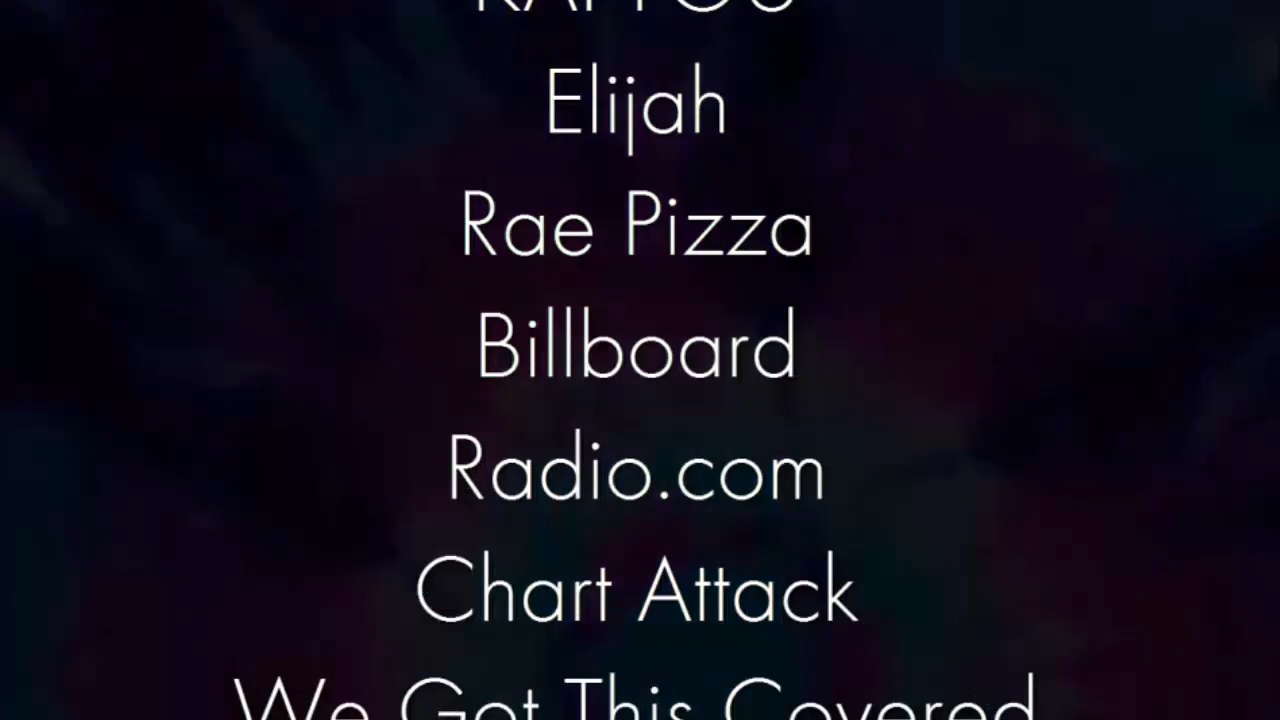 Elijah
Rae Pizza
Billboard
Radio.com
Chart Attack
We Got This Covered